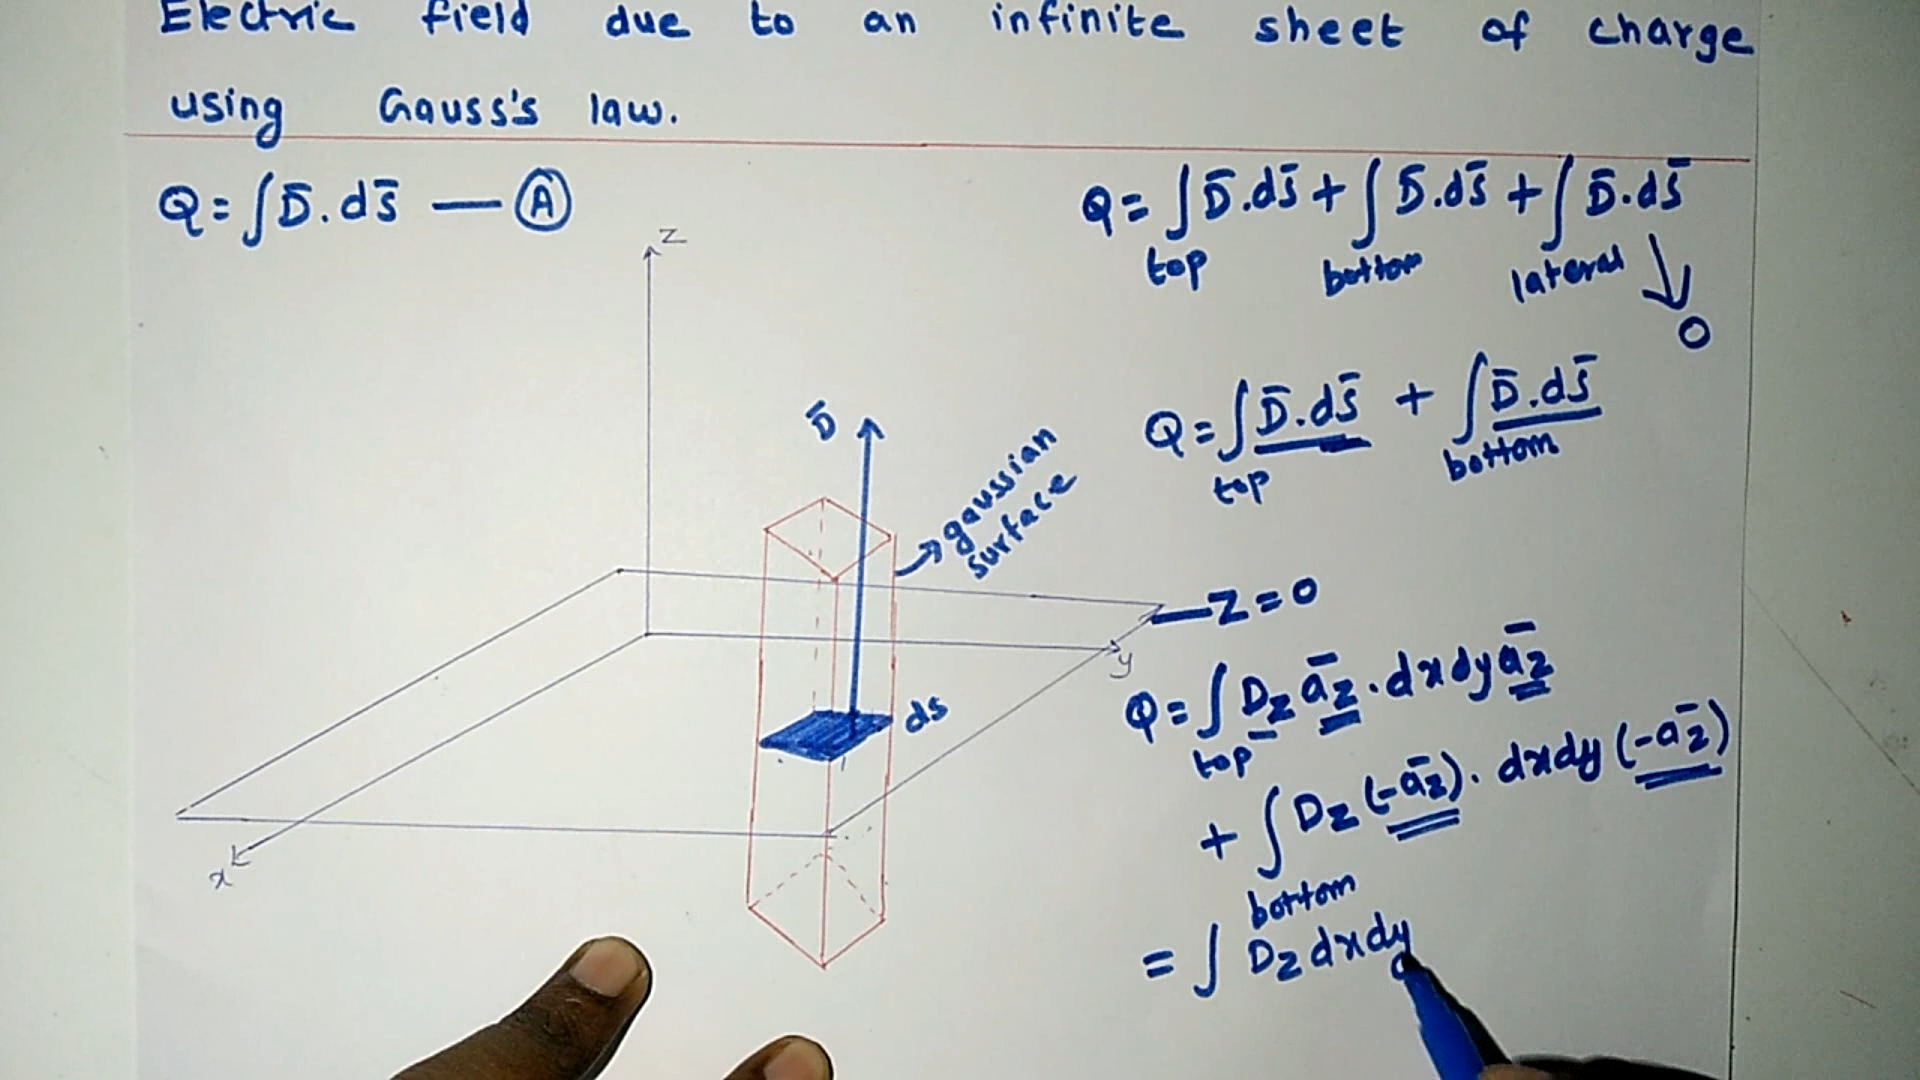 Electric field due to an infinite sheet of charge
using Gauss's law.
Q = ∫ D̄ . ds̄ — Ⓐ
z
D̄
gaussian
surface
ds
y
x
Q = ∫ D̄ . ds̄ + ∫ D̄ . ds̄ + ∫ D̄ . ds̄
top bottom lateral
0
Q = ∫ D̄ . ds̄ + ∫ D̄ . ds̄
top bottom
— Z = 0
Q = ∫ Dz āz . dxdy āz
top
+ ∫ Dz (-āz) . dxdy (-āz)
bottom
= ∫ Dz dxdy